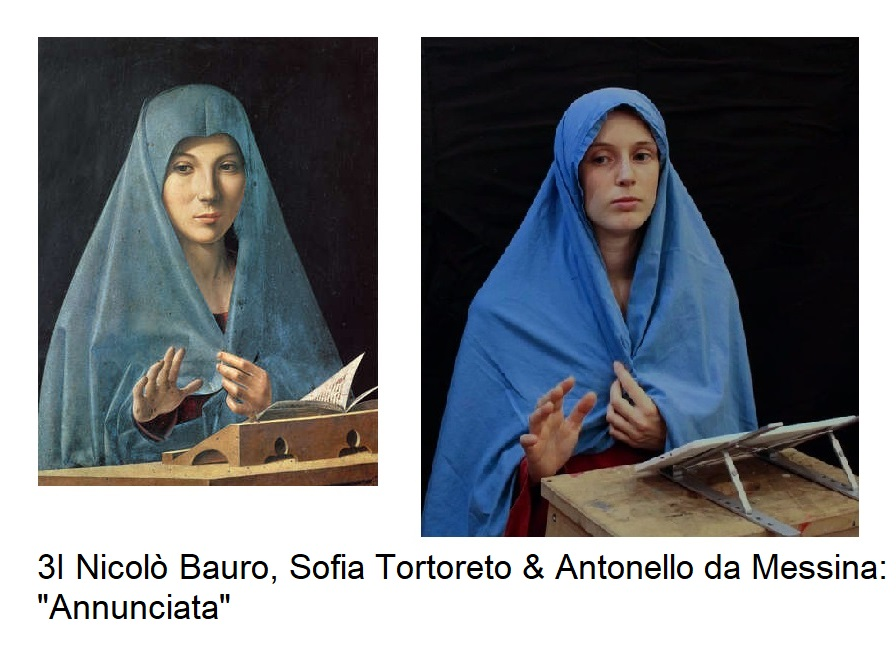 3I Nicolò Bauro, Sofia Tortoreto & Antonello da Messina:
"Annunciata"